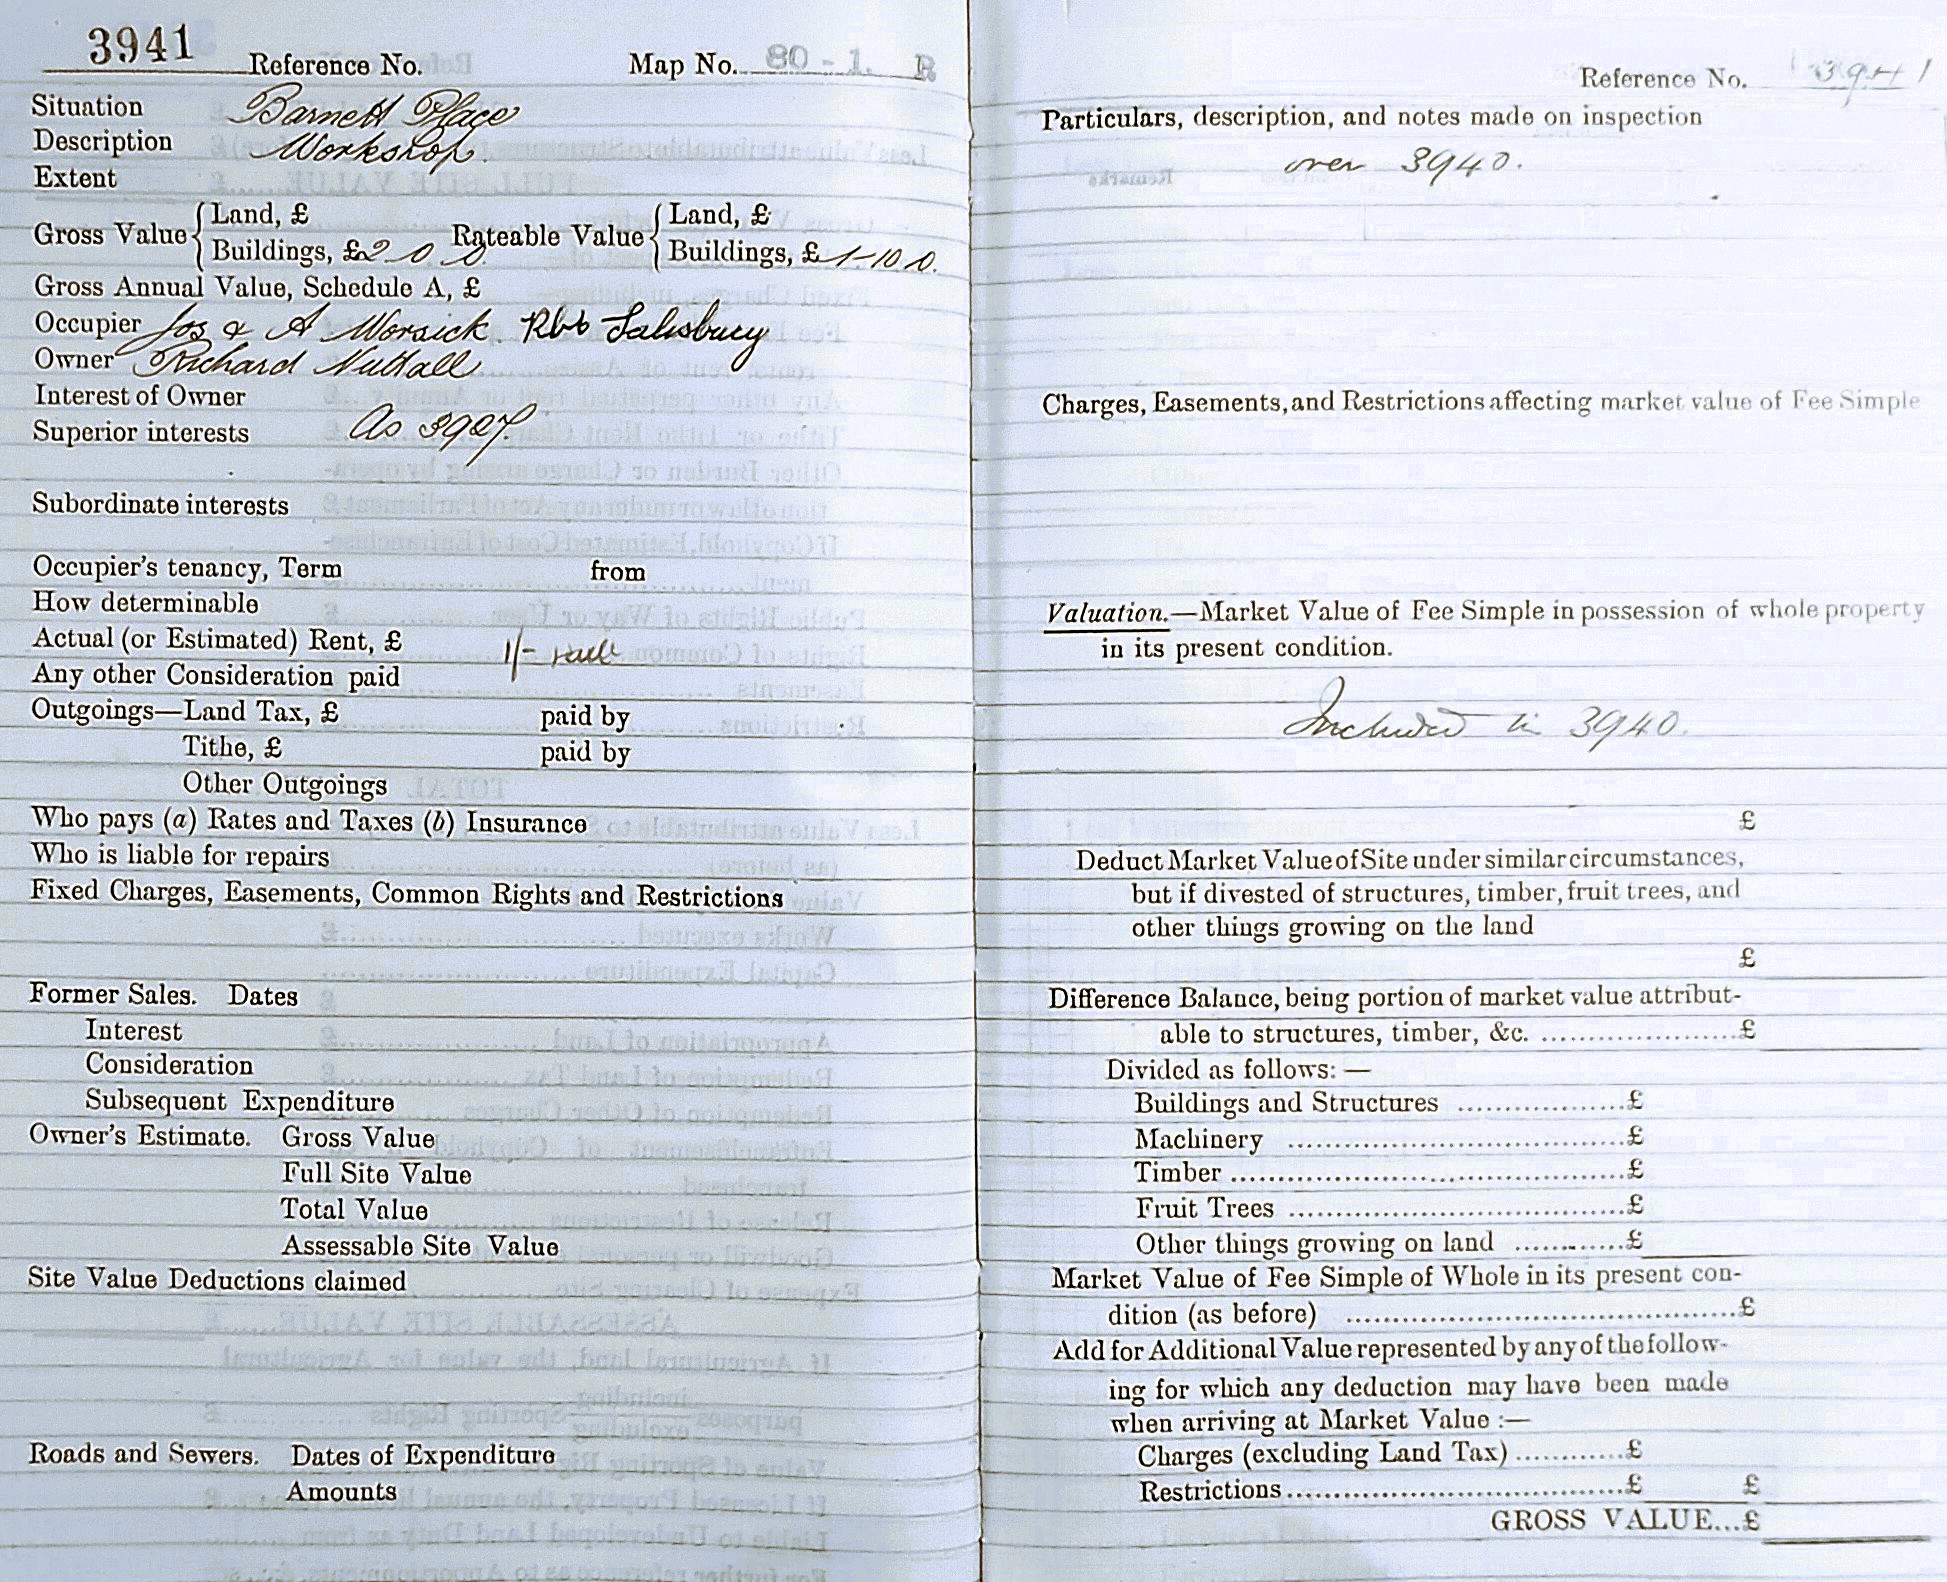 3941 Reference No. Map No. 80 - 1. B
Situation Barnett Place
Description Workshop.
Extent
Gross Value { Land, £ Rateable Value { Land, £
Buildings, £ 2 0 0 Buildings, £ 1-10 0.
Gross Annual Value, Schedule A, £
Occupier Jos & A Worsick. Rbt Salisbury
Owner Richard Nuttall
Interest of Owner
Superior interests As 3927
Subordinate interests
Occupier's tenancy, Term from
How determinable
Actual (or Estimated) Rent, £ 1/-
Any other Consideration paid
Outgoings—Land Tax, £ paid by
Tithe, £ paid by
Other Outgoings
Who pays (a) Rates and Taxes (b) Insurance
Who is liable for repairs
Fixed Charges, Easements, Common Rights and Restrictions
Former Sales. Dates
Interest
Consideration
Subsequent Expenditure
Owner's Estimate. Gross Value
Full Site Value
Total Value
Assessable Site Value
Site Value Deductions claimed
Roads and Sewers. Dates of Expenditure
Amounts
Reference No. 3941
Particulars, description, and notes made on inspection
over 3940.
Charges, Easements, and Restrictions affecting market value of Fee Simple
Valuation.—Market Value of Fee Simple in possession of whole property
in its present condition.
Included in 3940.
£
Deduct Market Value of Site under similar circumstances,
but if divested of structures, timber, fruit trees, and
other things growing on the land
£
Difference Balance, being portion of market value attribut-
able to structures, timber, &c. ......................£
Divided as follows: —
Buildings and Structures .................£
Machinery ..................................£
Timber ........................................£
Fruit Trees ..................................£
Other things growing on land ...........£
Market Value of Fee Simple of Whole in its present con-
dition (as before) .......................................£
Add for Additional Value represented by any of the follow-
ing for which any deduction may have been made
when arriving at Market Value :—
Charges (excluding Land Tax) ...........£
Restrictions..................................£ £
GROSS VALUE...£